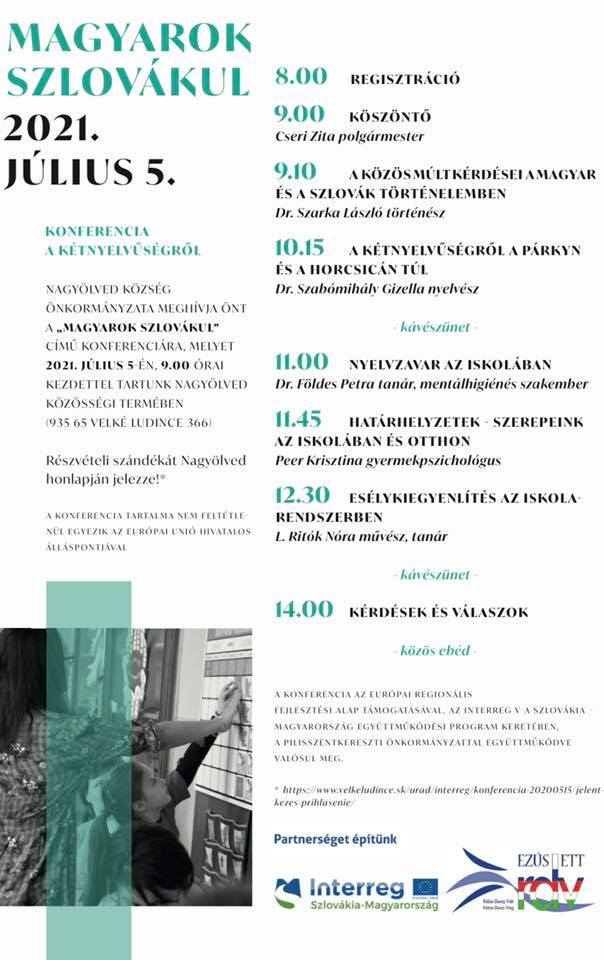 MAGYAROK
SZLOVÁKUL
2021.
JÚLIUS 5.
KONFERENCIA
A KÉTNYELVŰSÉGRŐL
NAGYÖLVED KÖZSÉG
ÖNKORMÁNYZATA MEGHÍVJA ÖNT
A „MAGYAROK SZLOVÁKUL”
CÍMŰ KONFERENCIÁRA, MELYET
2021. JÚLIUS 5-ÉN, 9.00 ÓRAI
KEZDETTEL TARTUNK NAGYÖLVED
KÖZÖSSÉGI TERMÉBEN
(935 65 VELKÉ LUDINCE 366)
Részvételi szándékát Nagyölved
honlapján jelezze!*
A KONFERENCIA TARTALMA NEM FELTÉTLE-
NÜL EGYEZIK AZ EURÓPAI UNIÓ HIVATALOS
ÁLLÁSPONTJÁVAL
8.00 REGISZTRÁCIÓ
9.00 KÖSZÖNTŐ
Cseri Zita polgármester
9.10 A KÖZÖS MÚLT KÉRDÉSEI A MAGYAR
ÉS A SZLOVÁK TÖRTÉNELEMBEN
Dr. Szarka László történész
10.15 A KÉTNYELVŰSÉGRŐL A PÁRKYN
ÉS A HORCSICÁN TÚL
Dr. Szabómihály Gizella nyelvész
- kávészünet -
11.00 NYELVZAVAR AZ ISKOLÁBAN
Dr. Földes Petra tanár, mentálhigiénés szakember
11.45 HATÁRHELYZETEK - SZEREPEINK
AZ ISKOLÁBAN ÉS OTTHON
Peer Krisztina gyermekpszichológus
12.30 ESÉLYKIEGYENLÍTÉS AZ ISKOLA-
RENDSZERBEN
L. Ritók Nóra művész, tanár
- kávészünet -
14.00 KÉRDÉSEK ÉS VÁLASZOK
- közös ebéd -
A KONFERENCIA AZ EURÓPAI REGIONÁLIS
FEJLESZTÉSI ALAP TÁMOGATÁSÁVAL, AZ INTERREG V-A SZLOVÁKIA -
MAGYARORSZÁG EGYÜTTMŰKÖDÉSI PROGRAM KERETÉBEN,
A PILISSZENTKERESZTI ÖNKORMÁNYZATTAL EGYÜTTMŰKÖDVE
VALÓSUL MEG.
* https://www.velkeludince.sk/urad/interreg/konferencia-20200515/jelent-
kezes-prihlasenie/
Partnerséget építünk
Interreg
Szlovákia-Magyarország
EZÚS ETT
rdv